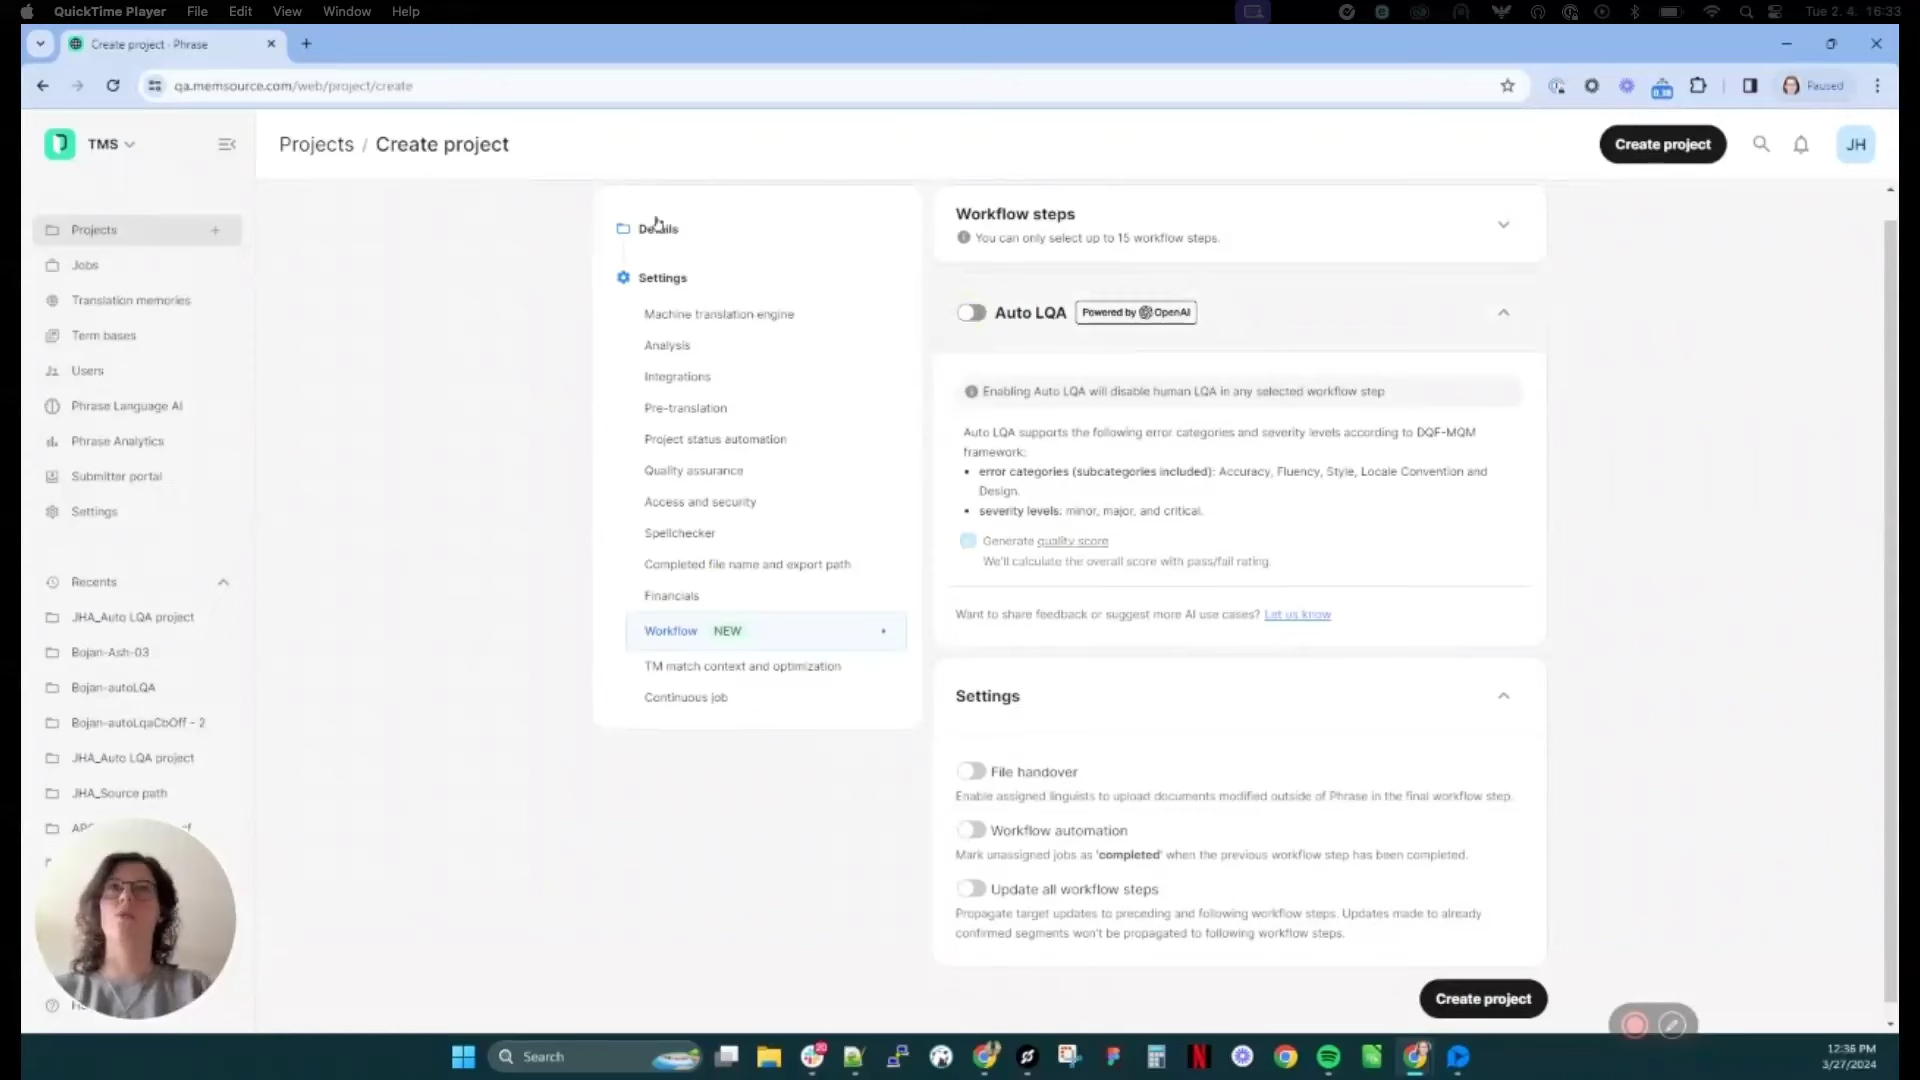 QuickTime Player File Edit View Window Help
Tue 2. 4. 16:33
Create project - Phrase
qa.memsource.com/web/project/create
Paused
TMS
Projects / Create project
Create project
JH
Projects
Jobs
Translation memories
Term bases
Users
Phrase Language AI
Phrase Analytics
Submitter portal
Settings
Recents
JHA_Auto LQA project
Bojan-Ash-03
Bojan-autoLQA
Bojan-autoLqaCbOff - 2
JHA_Auto LQA project
JHA_Source path
Details
Settings
Machine translation engine
Analysis
Integrations
Pre-translation
Project status automation
Quality assurance
Access and security
Spellchecker
Completed file name and export path
Financials
Workflow NEW
TM match context and optimization
Continuous job
Workflow steps
You can only select up to 15 workflow steps.
Auto LQA Powered by OpenAI
Enabling Auto LQA will disable human LQA in any selected workflow step
Auto LQA supports the following error categories and severity levels according to DQF-MQM
framework:
• error categories (subcategories included): Accuracy, Fluency, Style, Locale Convention and
Design.
• severity levels: minor, major, and critical.
Generate quality score
We'll calculate the overall score with pass/fail rating.
Want to share feedback or suggest more AI use cases? Let us know
Settings
File handover
Enable assigned linguists to upload documents modified outside of Phrase in the final workflow step.
Workflow automation
Mark unassigned jobs as 'completed' when the previous workflow step has been completed.
Update all workflow steps
Propagate target updates to preceding and following workflow steps. Updates made to already
confirmed segments won't be propagated to following workflow steps.
Create project
Search
20
12:36 PM
3/27/2024